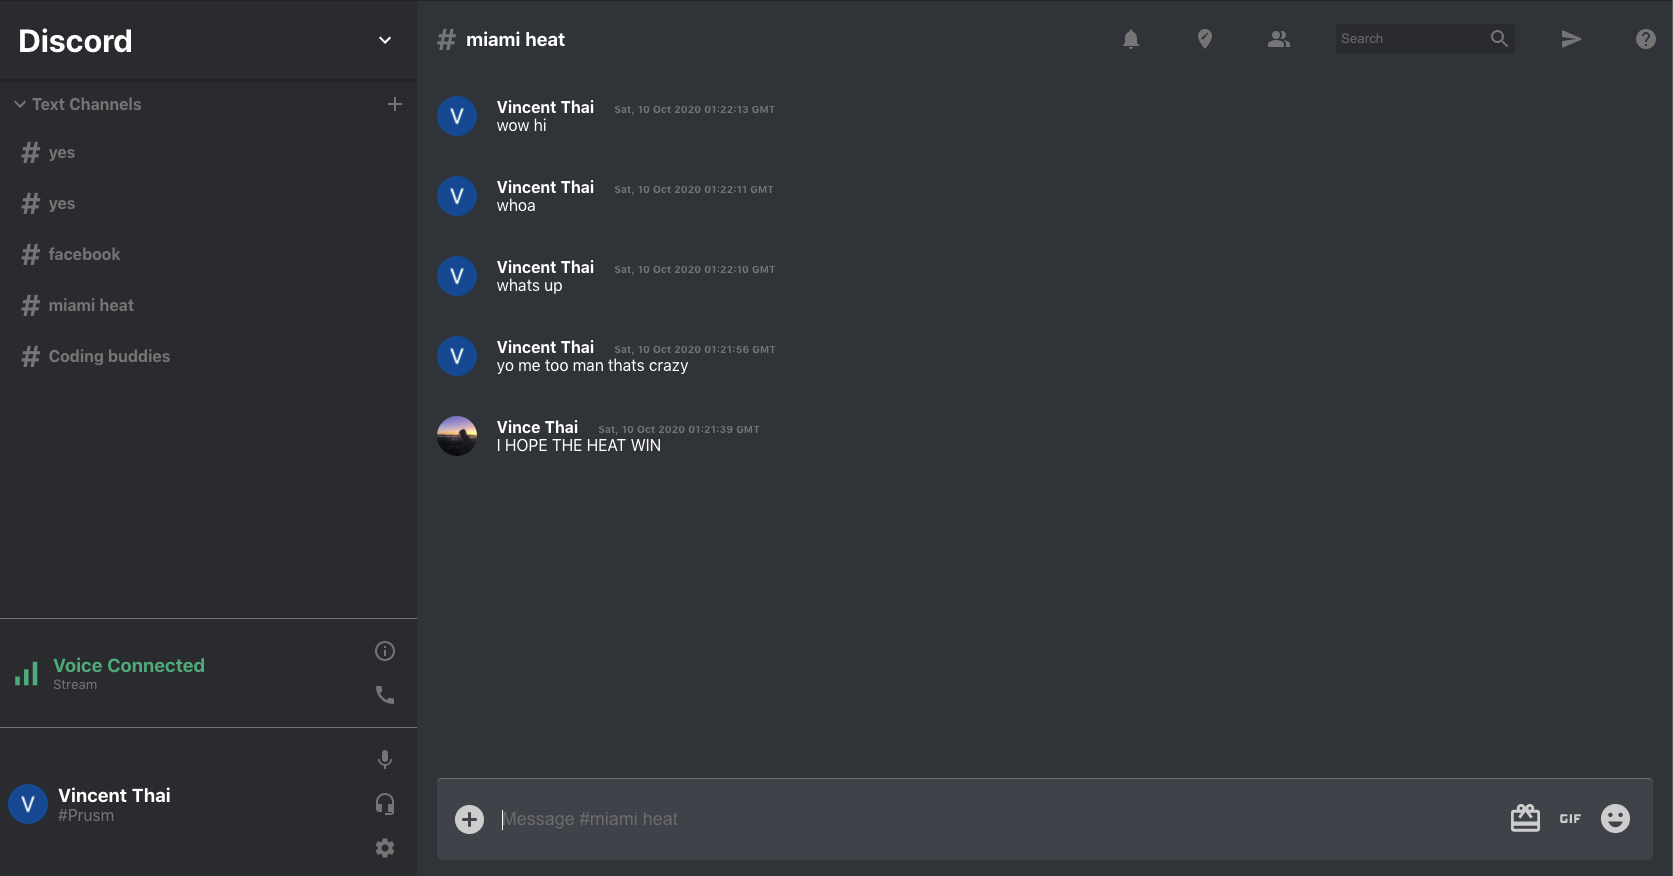 Discord
Text Channels
yes
yes
facebook
miami heat
Coding buddies
Voice Connected
Stream
V
Vincent Thai
#Prusm
# miami heat
Search
V
Vincent Thai Sat, 10 Oct 2020 01:22:13 GMT
wow hi
V
Vincent Thai Sat, 10 Oct 2020 01:22:11 GMT
whoa
V
Vincent Thai Sat, 10 Oct 2020 01:22:10 GMT
whats up
V
Vincent Thai Sat, 10 Oct 2020 01:21:56 GMT
yo me too man thats crazy
Vince Thai Sat, 10 Oct 2020 01:21:39 GMT
I HOPE THE HEAT WIN
Message #miami heat
GIF